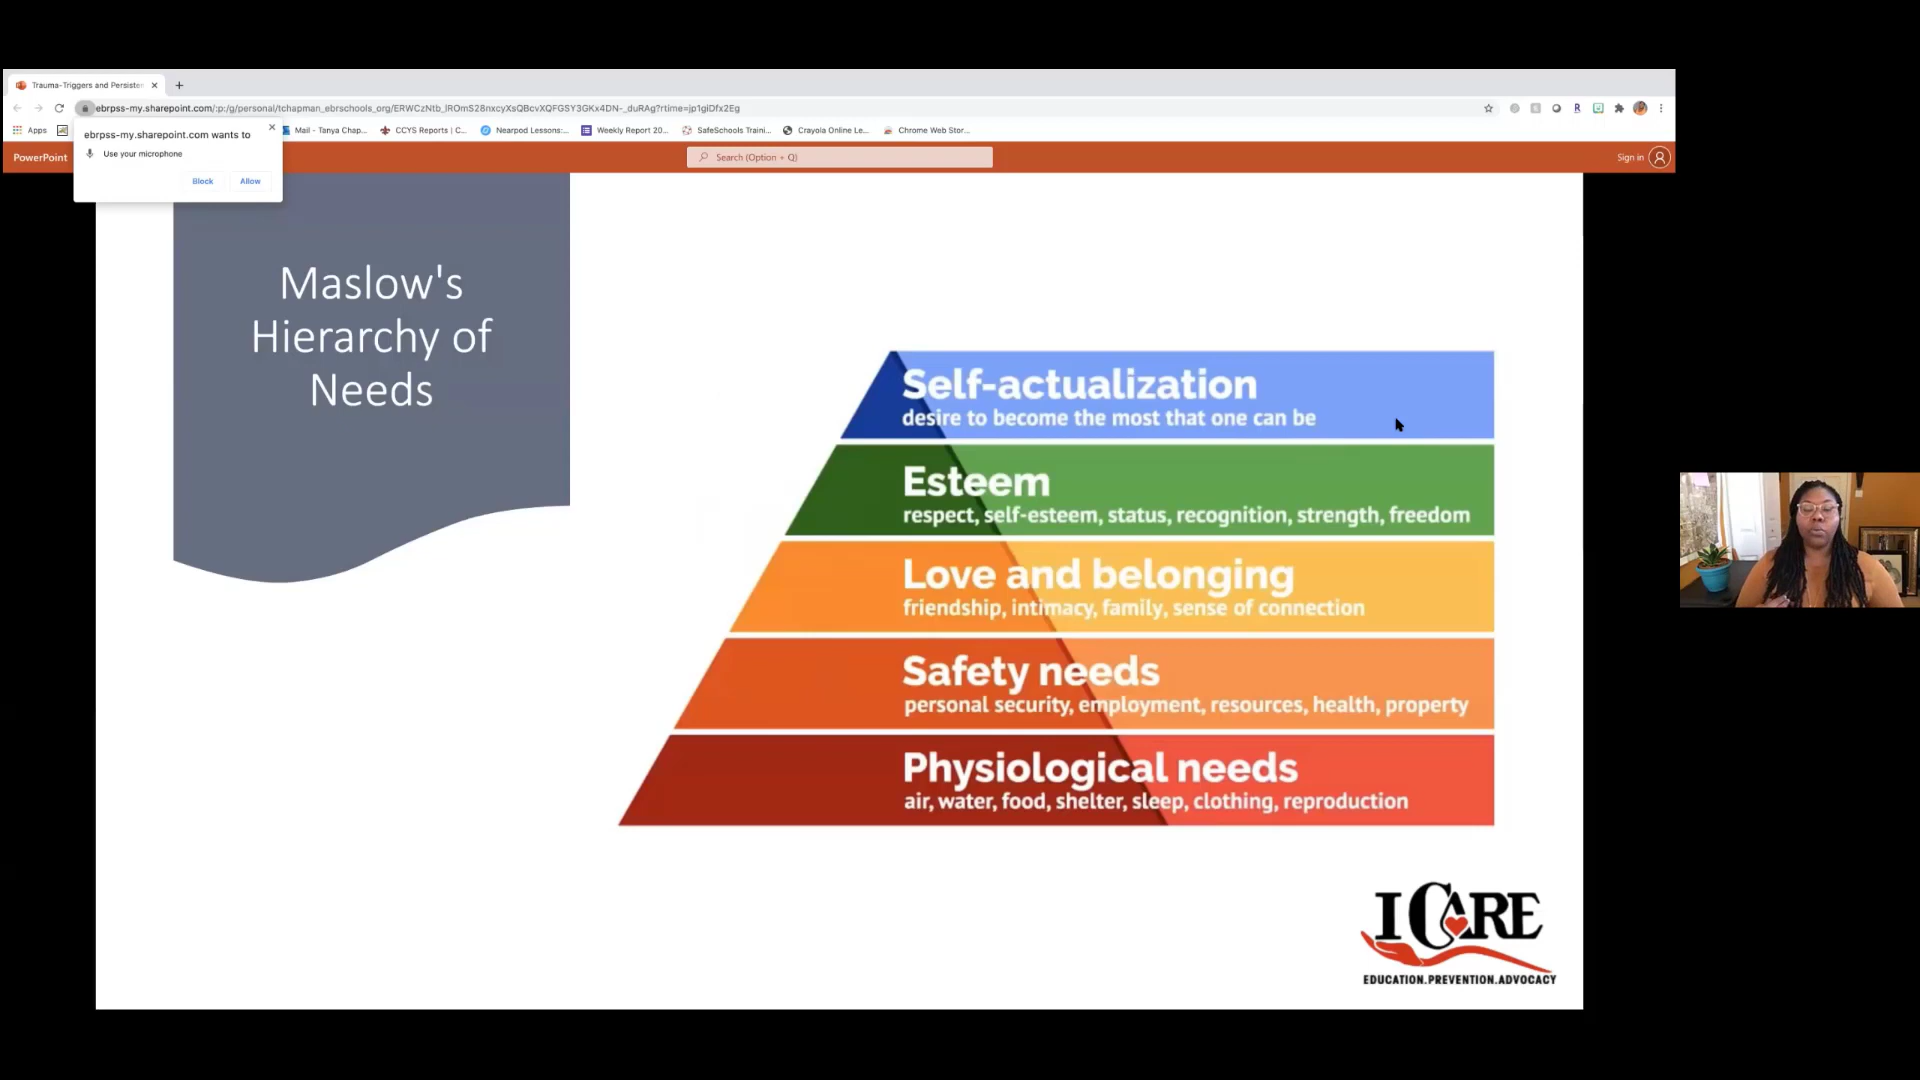 Trauma-Triggers and Persisten
ebrpss-my.sharepoint.com/:p:/g/personal/tchapman_ebrschools_org/ERWCzNtb_lROmS28nxcyXsQBcvXQFGSY3GKx4DN-_duRAg?rtime=jp1giDfx2Eg
Apps
Mail - Tanya Chap...
CCYS Reports | C...
Nearpod Lessons:...
Weekly Report 20...
SafeSchools Traini...
Crayola Online Le...
Chrome Web Stor...
ebrpss-my.sharepoint.com wants to
Use your microphone
Block
Allow
PowerPoint
Search (Option + Q)
Sign in
Maslow's
Hierarchy of
Needs
Self-actualization
desire to become the most that one can be
Esteem
respect, self-esteem, status, recognition, strength, freedom
Love and belonging
friendship, intimacy, family, sense of connection
Safety needs
personal security, employment, resources, health, property
Physiological needs
air, water, food, shelter, sleep, clothing, reproduction
I CARE
EDUCATION.PREVENTION.ADVOCACY